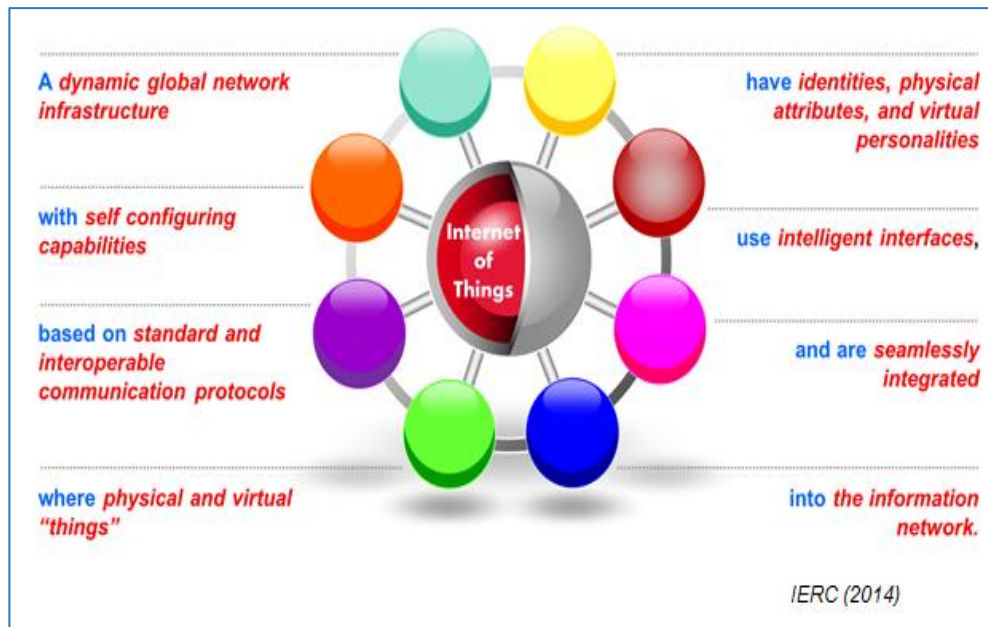 A dynamic global network
infrastructure
with self configuring
capabilities
based on standard and
interoperable
communication protocols
where physical and virtual
“things”
Internet
of
Things
have identities, physical
attributes, and virtual
personalities
use intelligent interfaces,
and are seamlessly
integrated
into the information
network.
IERC (2014)